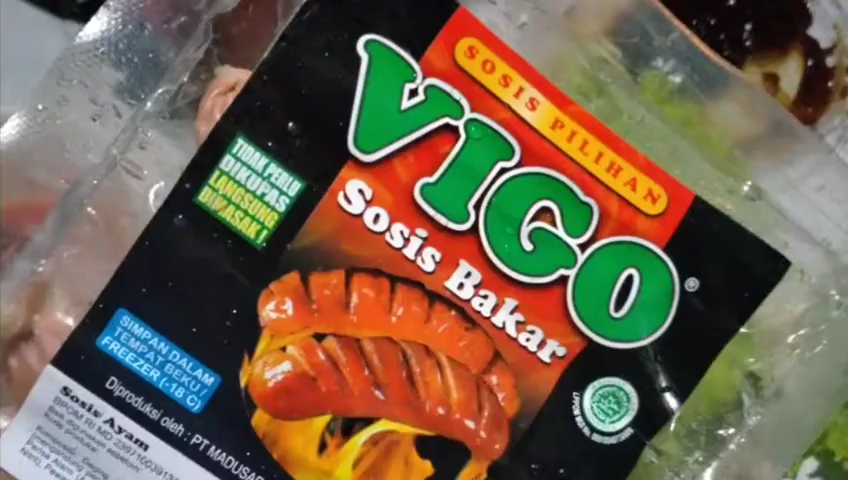 SOSIS PILIHAN
VIGO
®
Sosis Bakar
TIDAK PERLU
DIKUPAS
LANGSUNG
DIMASAK!
SIMPAN DALAM
TEMPAT BEKU /
FREEZER (-18 C)
Diproduksi oleh : PT MADUSAR
Sosis Ayam
BPOM RI MD